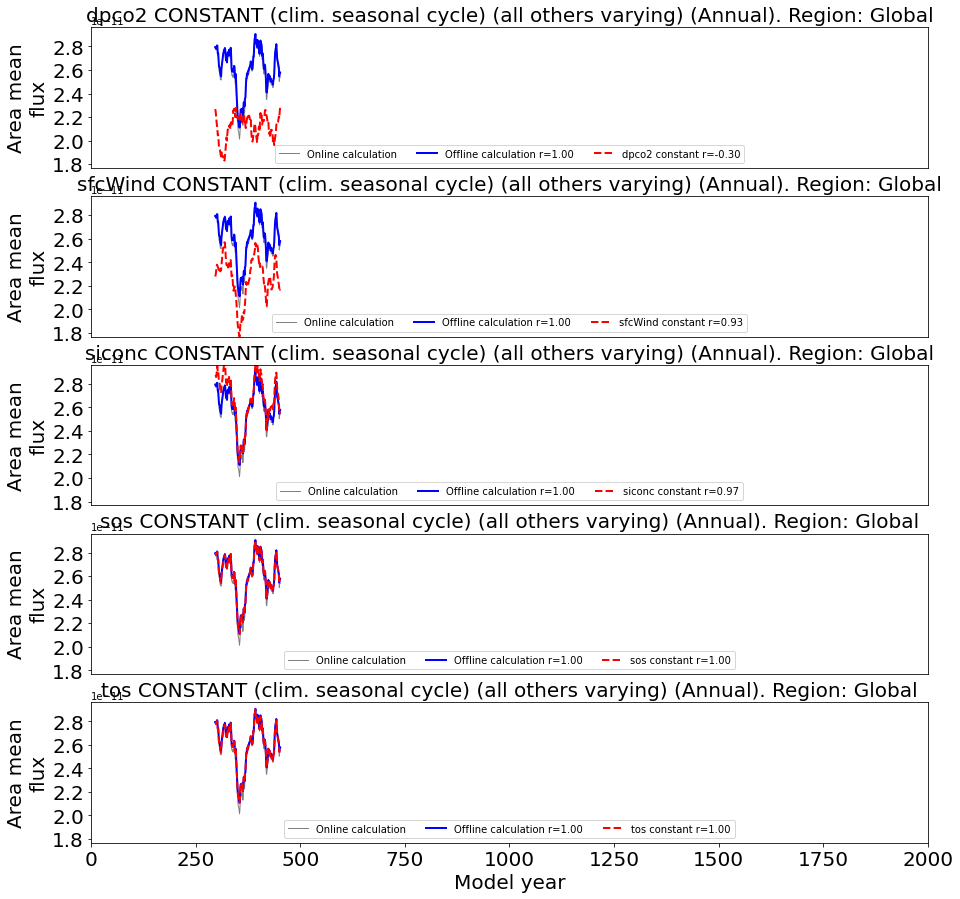 dpco2 CONSTANT (clim. seasonal cycle) (all others varying) (Annual). Region: Global
1e−11
Area mean
flux
2.8
2.6
2.4
2.2
2.0
1.8
Online calculation
Offline calculation r=1.00
dpco2 constant r=-0.30
sfcWind CONSTANT (clim. seasonal cycle) (all others varying) (Annual). Region: Global
1e−11
Area mean
flux
2.8
2.6
2.4
2.2
2.0
1.8
Online calculation
Offline calculation r=1.00
sfcWind constant r=0.93
siconc CONSTANT (clim. seasonal cycle) (all others varying) (Annual). Region: Global
1e−11
Area mean
flux
2.8
2.6
2.4
2.2
2.0
1.8
Online calculation
Offline calculation r=1.00
siconc constant r=0.97
sos CONSTANT (clim. seasonal cycle) (all others varying) (Annual). Region: Global
1e−11
Area mean
flux
2.8
2.6
2.4
2.2
2.0
1.8
Online calculation
Offline calculation r=1.00
sos constant r=1.00
tos CONSTANT (clim. seasonal cycle) (all others varying) (Annual). Region: Global
1e−11
Area mean
flux
2.8
2.6
2.4
2.2
2.0
1.8
Online calculation
Offline calculation r=1.00
tos constant r=1.00
0 250 500 750 1000 1250 1500 1750 2000
Model year